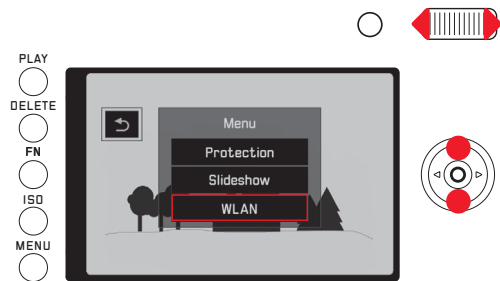 PLAY
DELETE
FN
ISO
MENU
Menu
Protection
Slideshow
WLAN